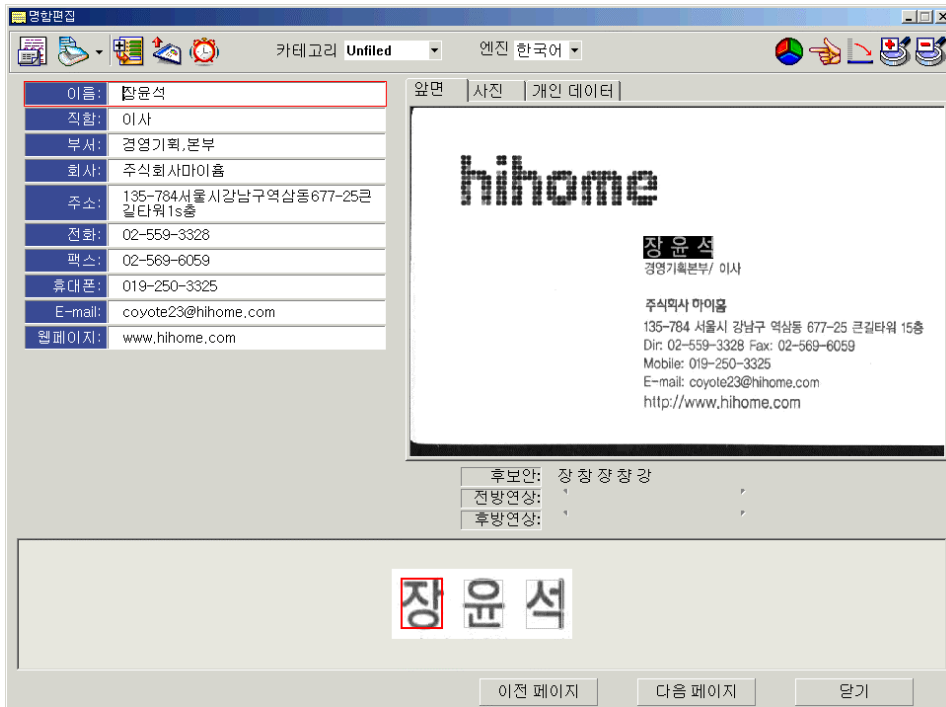 명함편집
카테고리 Unfiled 엔진 한국어
이름: 장윤석
직함: 이사
부서: 경영기획,본부
회사: 주식회사마이홈
주소: 135-784서울시강남구역삼동677-25큰
길타워1s층
전화: 02-559-3328
팩스: 02-569-6059
휴대폰: 019-250-3325
E-mail: coyote23@hihome.com
웹페이지: www.hihome.com
앞면 사진 개인 데이터
hihome
장 윤 석
경영기획본부/ 이사
주식회사 마이홈
135-784 서울시 강남구 역삼동 677-25 큰길타워 15층
Dir: 02-559-3328 Fax: 02-569-6059
Mobile: 019-250-3325
E-mail: coyote23@hihome.com
http://www.hihome.com
후보안: 장 창 쟝 챵 강
전방연상:
후방연상:
장 윤 석
이전 페이지 다음 페이지 닫기